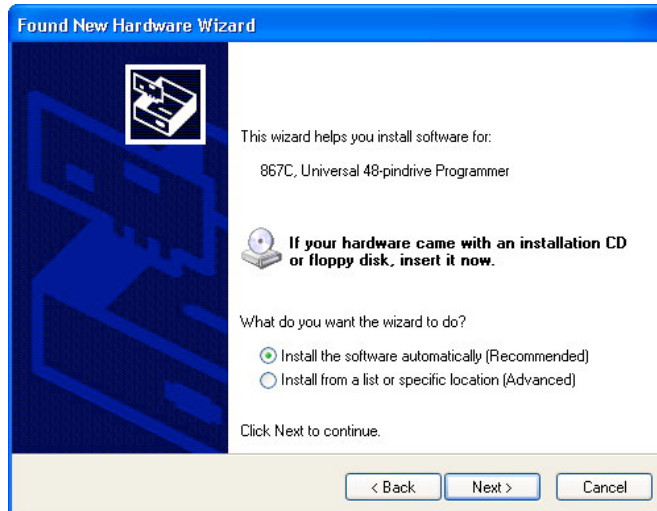 Found New Hardware Wizard
This wizard helps you install software for:
867C, Universal 48-pindrive Programmer
If your hardware came with an installation CD
or floppy disk, insert it now.
What do you want the wizard to do?
Install the software automatically (Recommended)
Install from a list or specific location (Advanced)
Click Next to continue.
< Back
Next >
Cancel